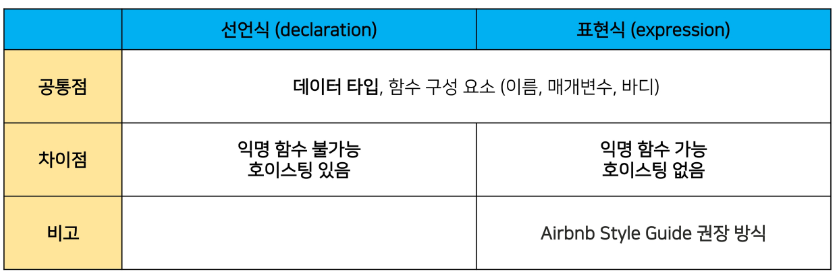 선언식 (declaration)
표현식 (expression)
공통점
데이터 타입, 함수 구성 요소 (이름, 매개변수, 바디)
차이점
익명 함수 불가능
호이스팅 있음
익명 함수 가능
호이스팅 없음
비고
Airbnb Style Guide 권장 방식